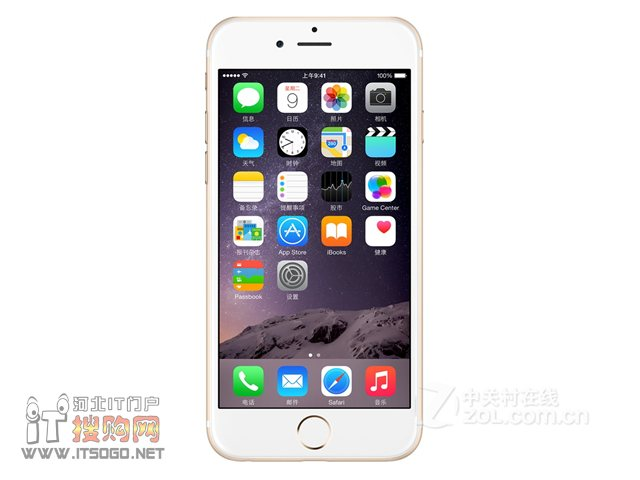 上午9:41
100%
星期二
9
信息
日历
照片
相机
280
天气
时钟
地图
视频
备忘录
提醒事项
股市
Game Center
报刊杂志
App Store
iBooks
健康
Passbook
设置
电话
邮件
Safari
音乐
河北IT门户
iT搜购网
WWW.ITSOGO.NET
Z 中关村在线
ZOL.com.cn